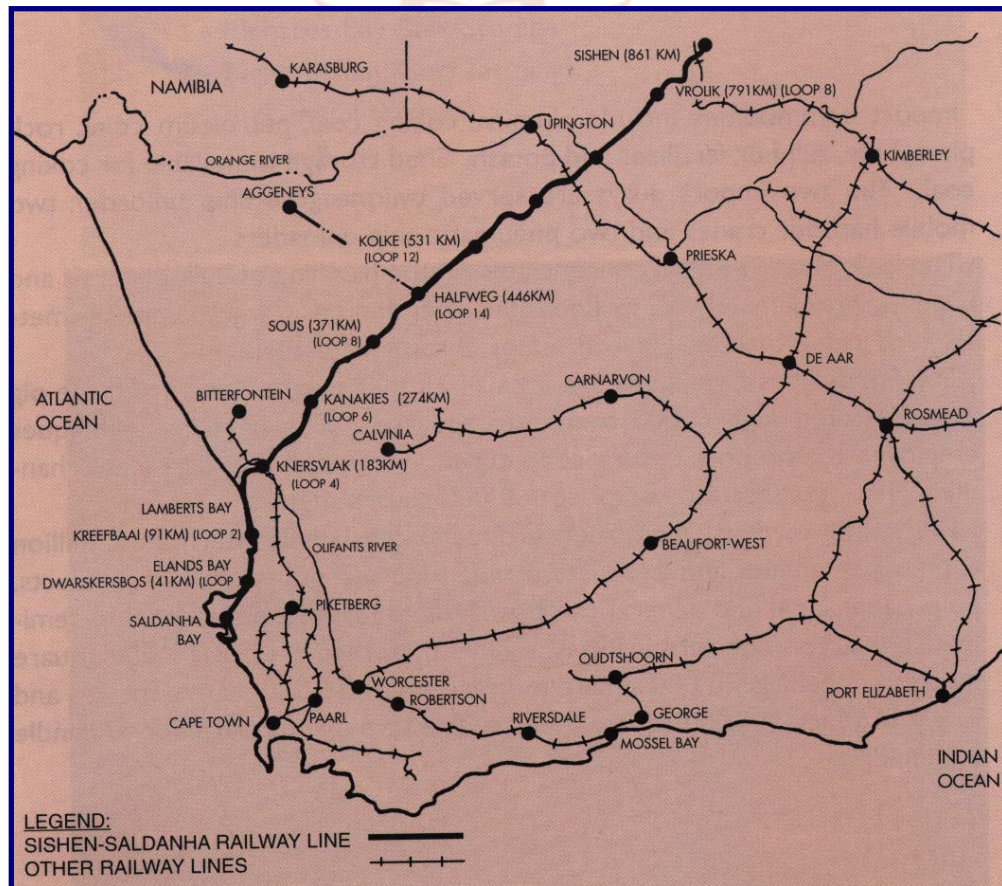 SISHEN (861 KM)
KARASBURG
NAMIBIA
VROLIK (791KM) (LOOP 8)
UPINGTON
ORANGE RIVER
KIMBERLEY
AGGENEYS
KOLKE (531 KM)
(LOOP 12)
PRIESKA
HALFWEG (446KM)
(LOOP 14)
SOUS (371KM)
(LOOP 8)
DE AAR
CARNARVON
BITTERFONTEIN
ATLANTIC
OCEAN
KANAKIES (274KM)
(LOOP 6)
ROSMEAD
CALVINIA
KNERSVLAK (183KM)
(LOOP 4)
LAMBERTS BAY
KREEFBAAI (91KM) (LOOP 2)
OLIFANTS RIVER
BEAUFORT-WEST
ELANDS BAY
DWARSKERSBOS (41KM) (LOOP
SALDANHA
BAY
PIKETBERG
OUDTSHOORN
WORCESTER
ROBERTSON
PORT ELIZABETH
CAPE TOWN
PAARL
RIVERSDALE
GEORGE
MOSSEL BAY
INDIAN
OCEAN
LEGEND:
SISHEN-SALDANHA RAILWAY LINE
OTHER RAILWAY LINES